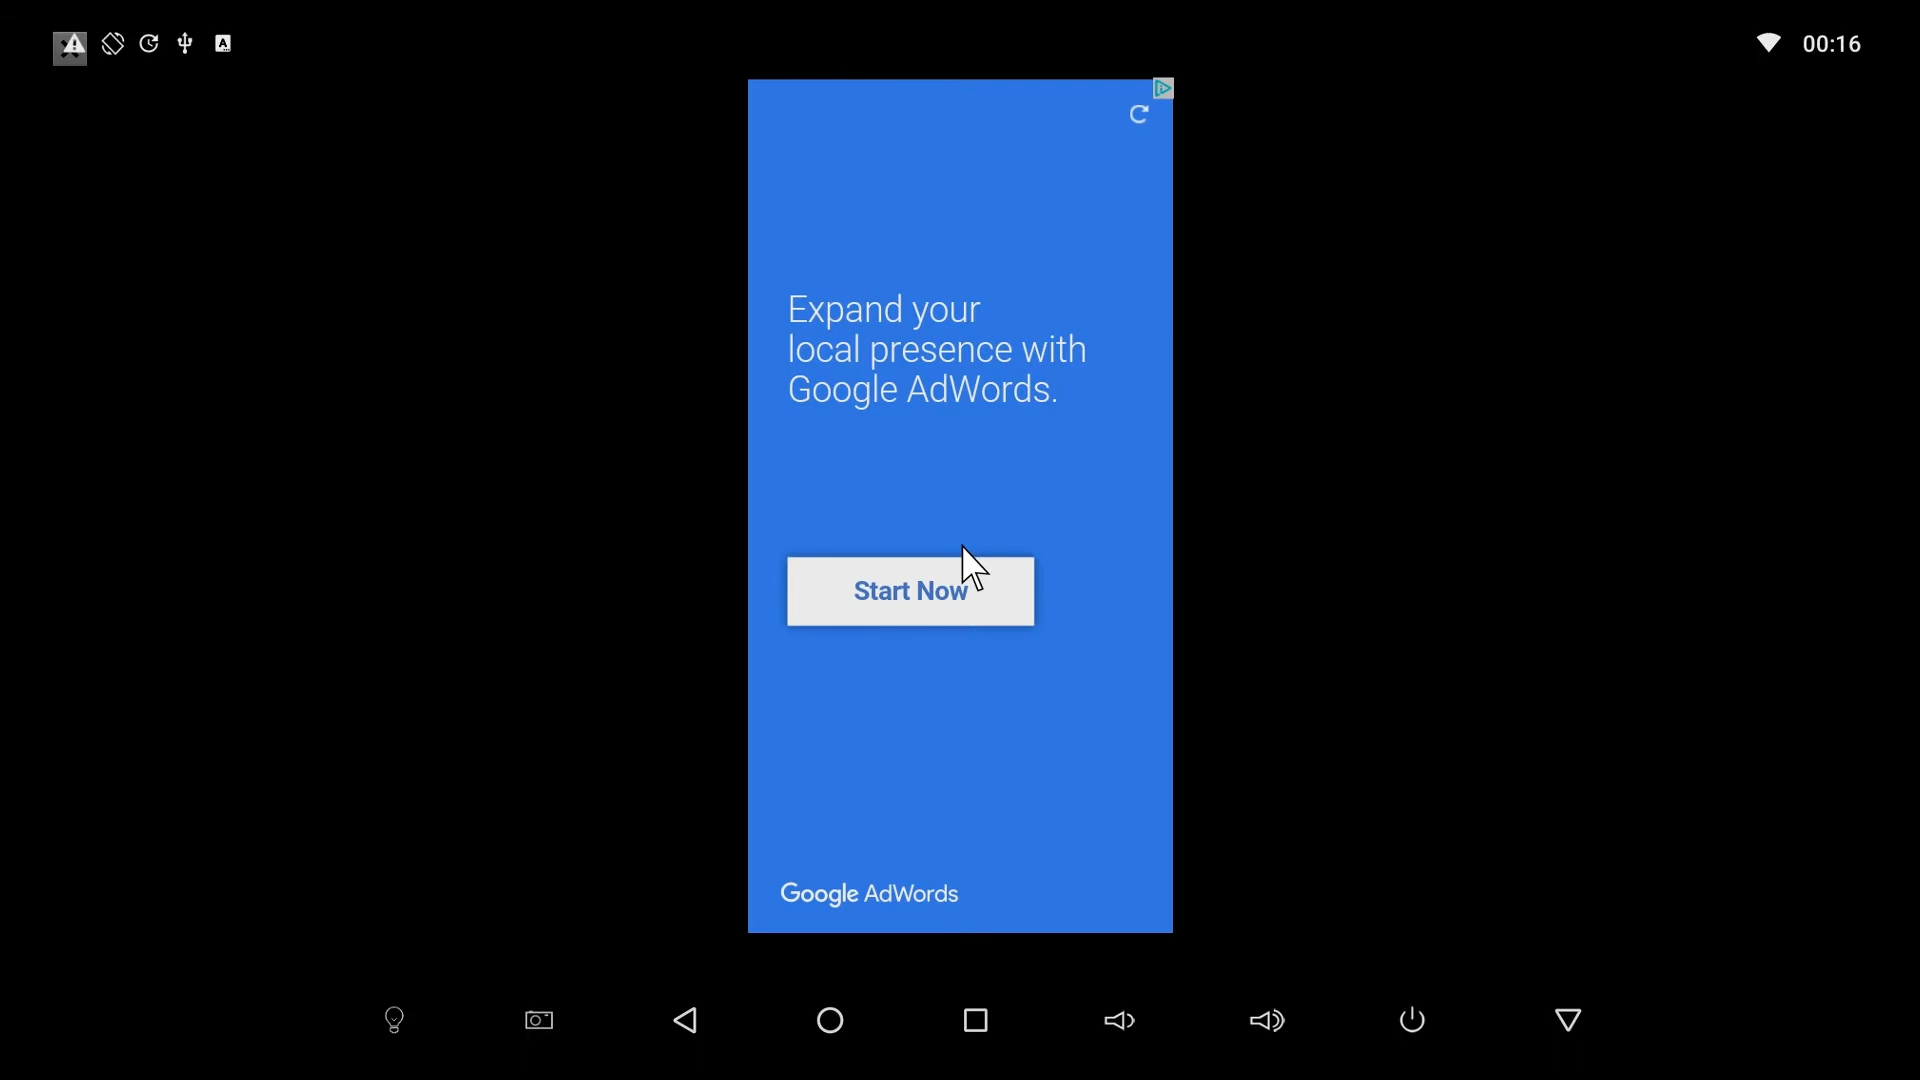 A
00:16
Expand your
local presence with
Google AdWords.
Start Now
Google AdWords